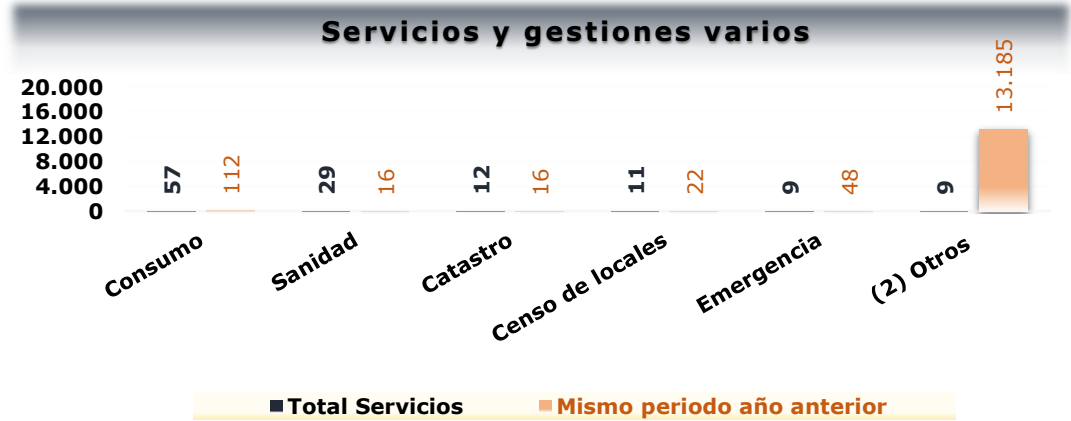 Servicios y gestiones varios
20.000
16.000
12.000
8.000
4.000
0
57
112
29
16
12
16
11
22
9
48
9
13.185
Consumo
Sanidad
Catastro
Censo de locales
Emergencia
(2) Otros
Total Servicios
Mismo periodo año anterior